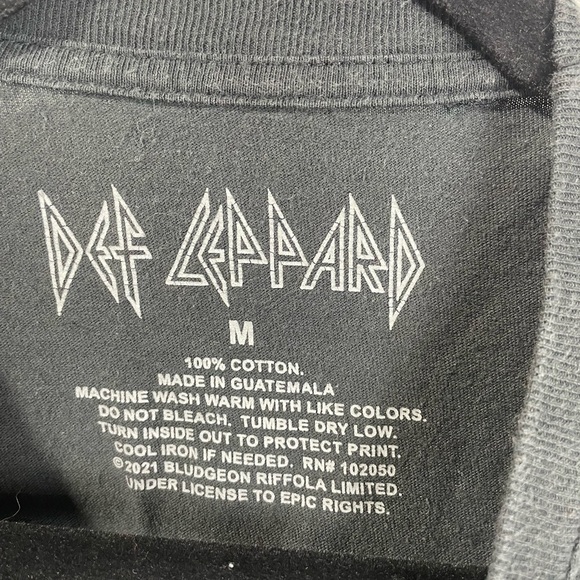 DEF LEPPARD
M
100% COTTON.
MADE IN GUATEMALA
MACHINE WASH WARM WITH LIKE COLORS.
DO NOT BLEACH. TUMBLE DRY LOW.
TURN INSIDE OUT TO PROTECT PRINT.
COOL IRON IF NEEDED. RN# 102050
©2021 BLUDGEON RIFFOLA LIMITED.
UNDER LICENSE TO EPIC RIGHTS.